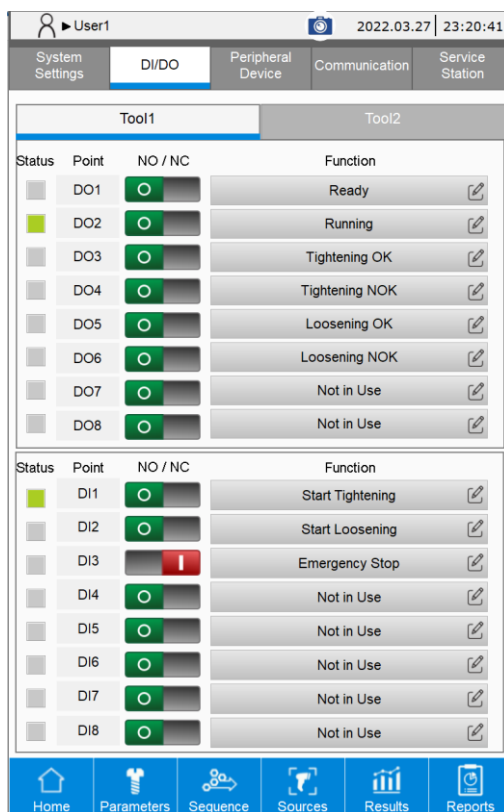 ▶User1 2022.03.27 23:20:41
System Settings DI/DO Peripheral Device Communication Service Station
Tool1 Tool2
Status Point NO / NC Function
DO1 Ready
DO2 Running
DO3 Tightening OK
DO4 Tightening NOK
DO5 Loosening OK
DO6 Loosening NOK
DO7 Not in Use
DO8 Not in Use
Status Point NO / NC Function
DI1 Start Tightening
DI2 Start Loosening
DI3 Emergency Stop
DI4 Not in Use
DI5 Not in Use
DI6 Not in Use
DI7 Not in Use
DI8 Not in Use
Home Parameters Sequence Sources Results Reports